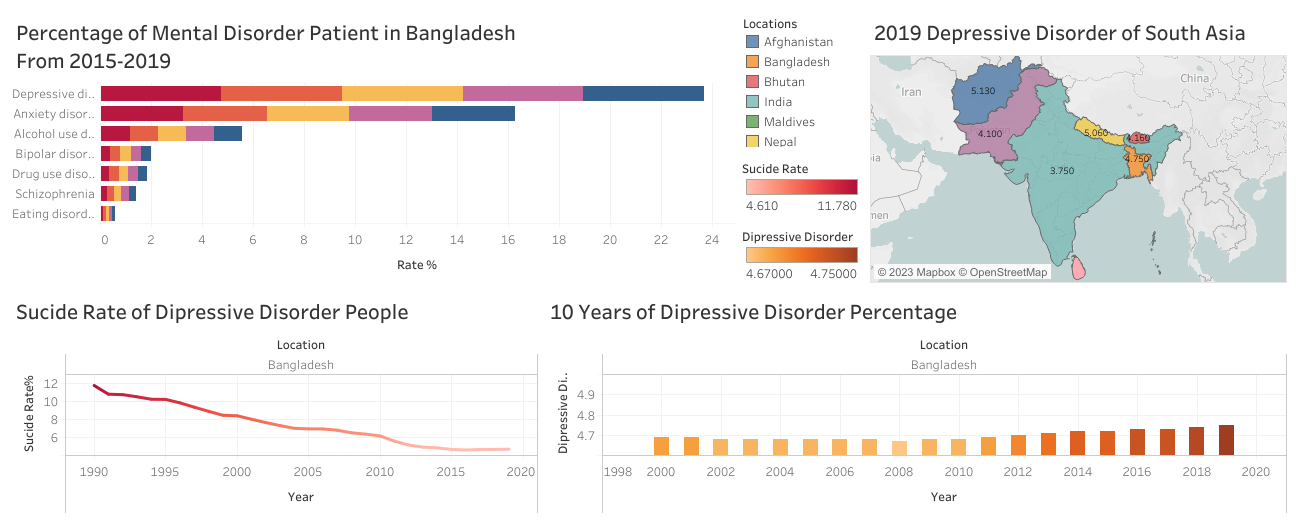 Percentage of Mental Disorder Patient in Bangladesh
From 2015-2019
Depressive di..
Anxiety disor..
Alcohol use d..
Bipolar disor..
Drug use diso..
Schizophrenia
Eating disord..
0 2 4 6 8 10 12 14 16 18 20 22 24
Rate %
Locations
Afghanistan
Bangladesh
Bhutan
India
Maldives
Nepal
Sucide Rate
4.610 11.780
Dipressive Disorder
4.67000 4.75000
2019 Depressive Disorder of South Asia
China
Iran
5.130
4.100
5.060
4.160
4.750
3.750
ia
men
© 2023 Mapbox © OpenStreetMap
Sucide Rate of Dipressive Disorder People
Location
Bangladesh
Sucide Rate%
12
10
8
6
1990 1995 2000 2005 2010 2015 2020
Year
10 Years of Dipressive Disorder Percentage
Location
Bangladesh
Dipressive Di..
4.9
4.8
4.7
1998 2000 2002 2004 2006 2008 2010 2012 2014 2016 2018 2020
Year